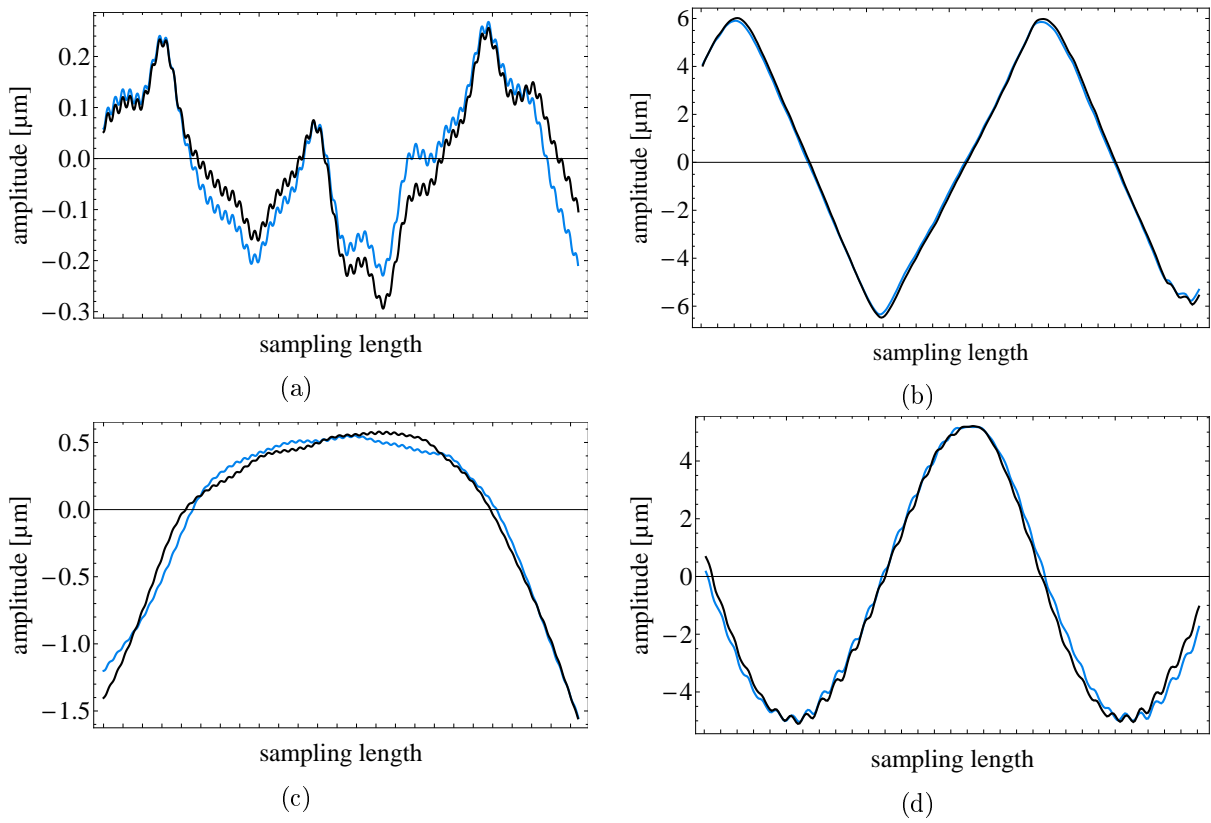 0.2
0.1
0.0
−0.1
−0.2
−0.3
amplitude [µm]
sampling length
(a)
6
4
2
0
−2
−4
−6
amplitude [µm]
sampling length
(b)
0.5
0.0
−0.5
−1.0
−1.5
amplitude [µm]
sampling length
(c)
4
2
0
−2
−4
amplitude [µm]
sampling length
(d)